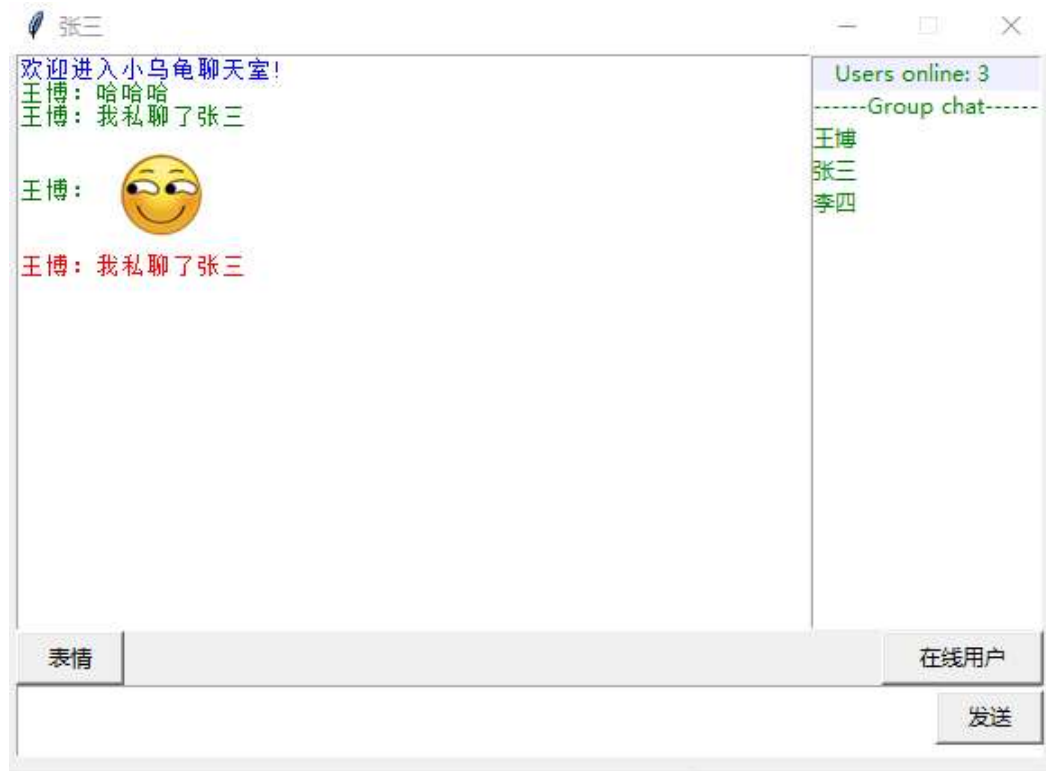 张三
欢迎进入小乌龟聊天室!
王博：哈哈哈
王博：我私聊了张三
王博：
王博：我私聊了张三
Users online: 3
------Group chat------
王博
张三
李四
表情
在线用户
发送